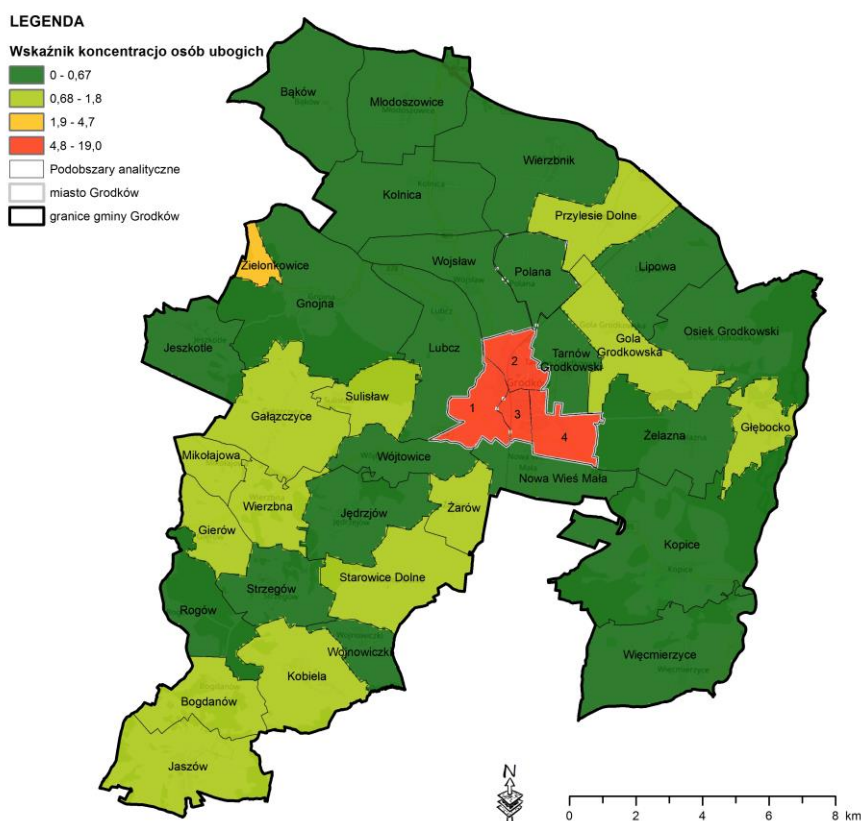 LEGENDA
Wskaźnik koncentracjo osób ubogich
0 - 0,67
0,68 - 1,8
1,9 - 4,7
4,8 - 19,0
Podobszary analityczne
miasto Grodków
granice gminy Grodków
Bąków
Młodoszowice
Wierzbnik
Kolnica
Przylesie Dolne
Zielonkowice
Wojsław
Polana
Lipowa
Gnojna
Jeszkotle
Lubcz
Gola
Grodkowska
Osiek Grodkowski
Tarnów
Grodkowski
2
Sulisław
Gałązczyce
1
3
4
Głębocko
Żelazna
Mikołajowa
Wójtowice
Nowa Wieś Mała
Wierzbna
Jędrzjów
Żarów
Gierów
Kopice
Strzegów
Starowice Dolne
Rogów
Wojnowiczki
Więcmierzyce
Kobiela
Bogdanów
Jaszów
N
0 1 2 4 6 8 km